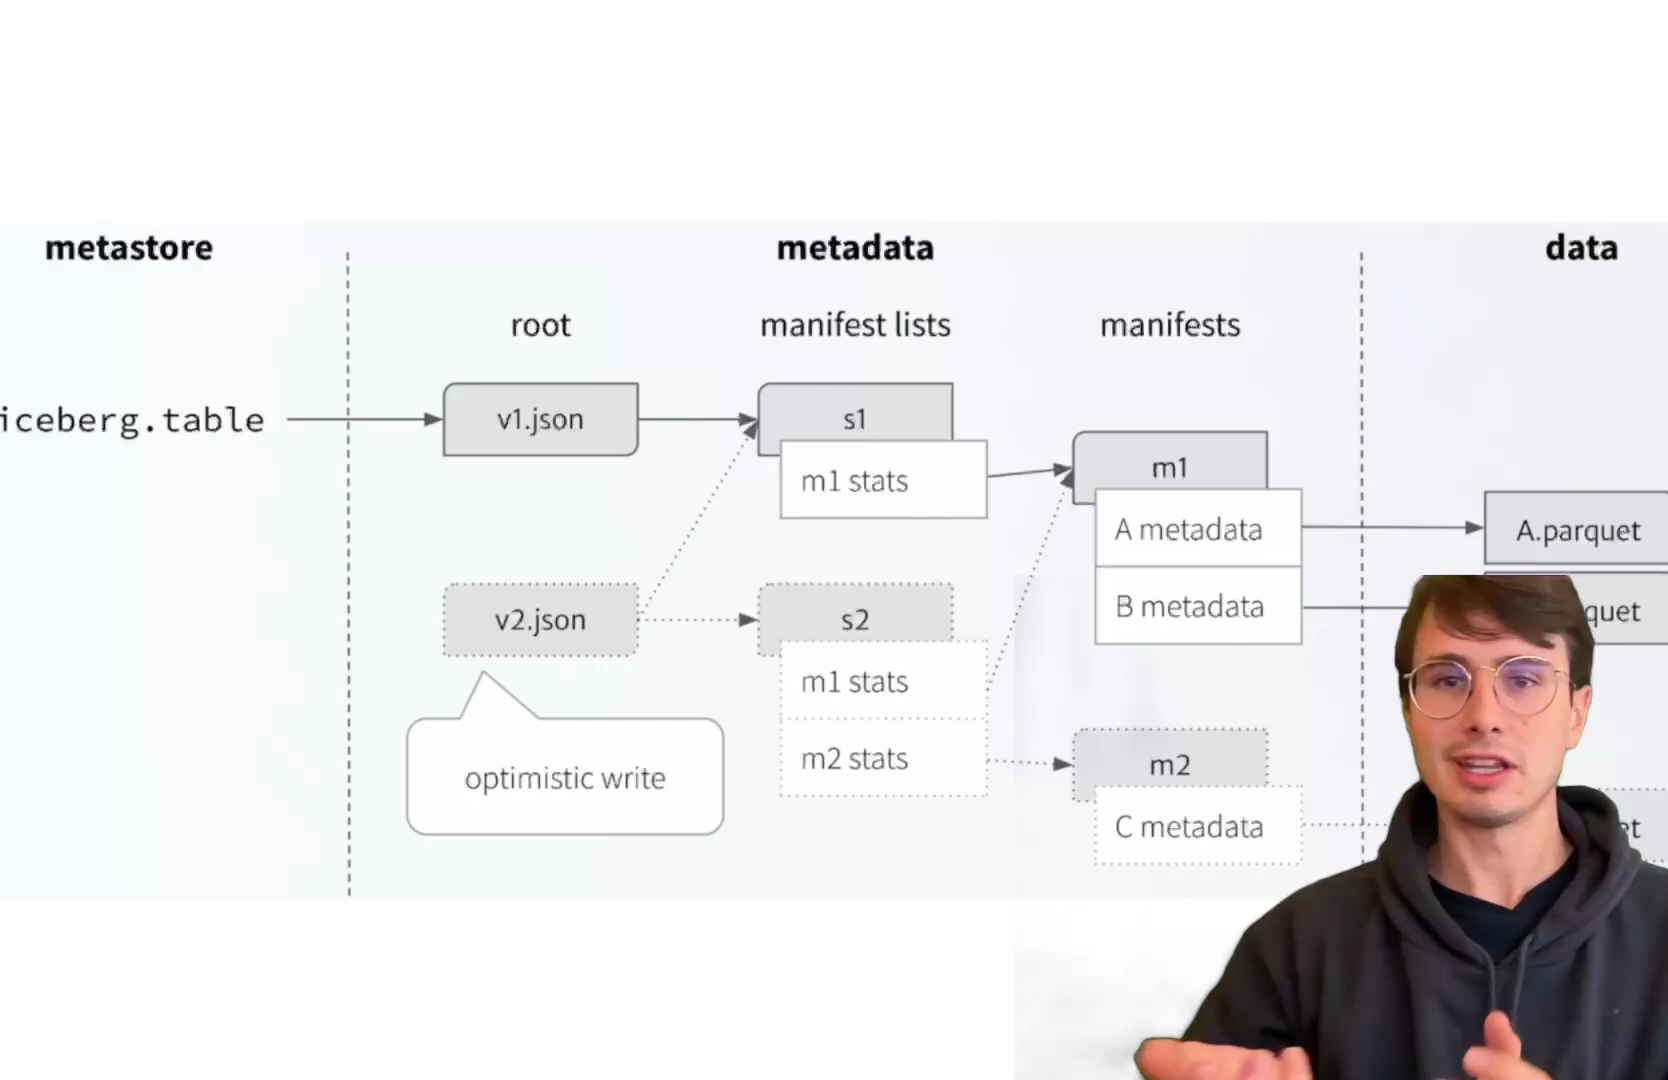 metastore
metadata
data
root
manifest lists
manifests
iceberg.table
v1.json
s1
m1 stats
m1
A metadata
B metadata
A.parquet
v2.json
s2
m1 stats
m2 stats
optimistic write
m2
C metadata